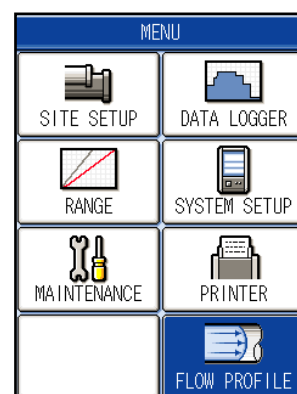 MENU
SITE SETUP
DATA LOGGER
RANGE
SYSTEM SETUP
MAINTENANCE
PRINTER
FLOW PROFILE